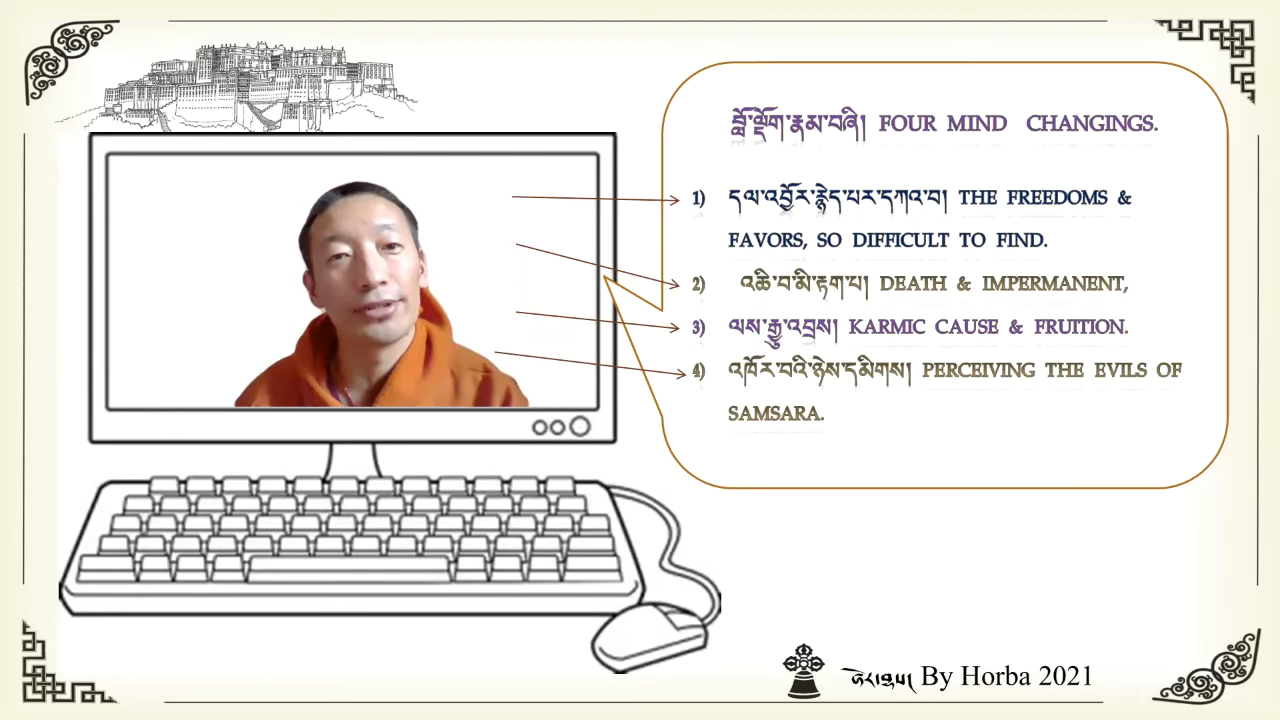 བློ་ལྡོག་རྣམ་བཞི། FOUR MIND CHANGINGS.
1) དལ་འབྱོར་རྙེད་པར་དཀའ་བ། THE FREEDOMS &
FAVORS, SO DIFFICULT TO FIND.
2) འཆི་བ་མི་རྟག་པ། DEATH & IMPERMANENT,
3) ལས་རྒྱུ་འབྲས། KARMIC CAUSE & FRUITION.
4) འཁོར་བའི་ཉེས་དམིགས། PERCEIVING THE EVILS OF
SAMSARA.
By Horba 2021